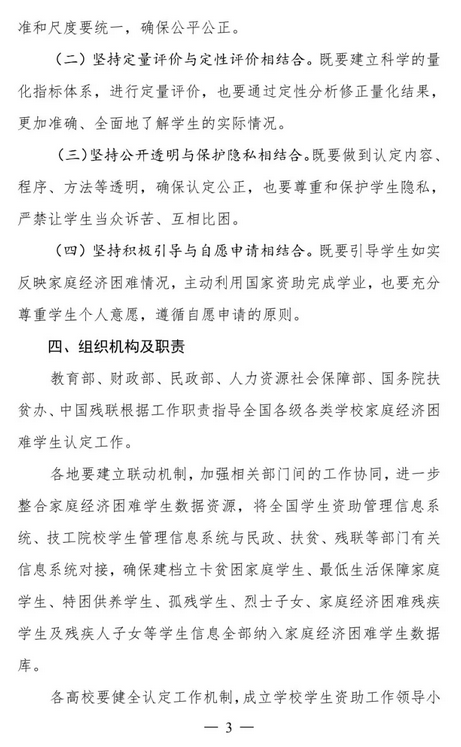 准和尺度要统一，确保公平公正。
（二）坚持定量评价与定性评价相结合。既要建立科学的量
化指标体系，进行定量评价，也要通过定性分析修正量化结果，
更加准确、全面地了解学生的实际情况。
（三）坚持公开透明与保护隐私相结合。既要做到认定内容、
程序、方法等透明，确保认定公正，也要尊重和保护学生隐私，
严禁让学生当众诉苦、互相比困。
（四）坚持积极引导与自愿申请相结合。既要引导学生如实
反映家庭经济困难情况，主动利用国家资助完成学业，也要充分
尊重学生个人意愿，遵循自愿申请的原则。
四、组织机构及职责
教育部、财政部、民政部、人力资源社会保障部、国务院扶
贫办、中国残联根据工作职责指导全国各级各类学校家庭经济困
难学生认定工作。
各地要建立联动机制，加强相关部门间的工作协同，进一步
整合家庭经济困难学生数据资源，将全国学生资助管理信息系
统、技工院校学生管理信息系统与民政、扶贫、残联等部门有关
信息系统对接，确保建档立卡贫困家庭学生、最低生活保障家庭
学生、特困供养学生、孤残学生、烈士子女、家庭经济困难残疾
学生及残疾人子女等学生信息全部纳入家庭经济困难学生数据
库。
各高校要健全认定工作机制，成立学校学生资助工作领导小
— 3 —